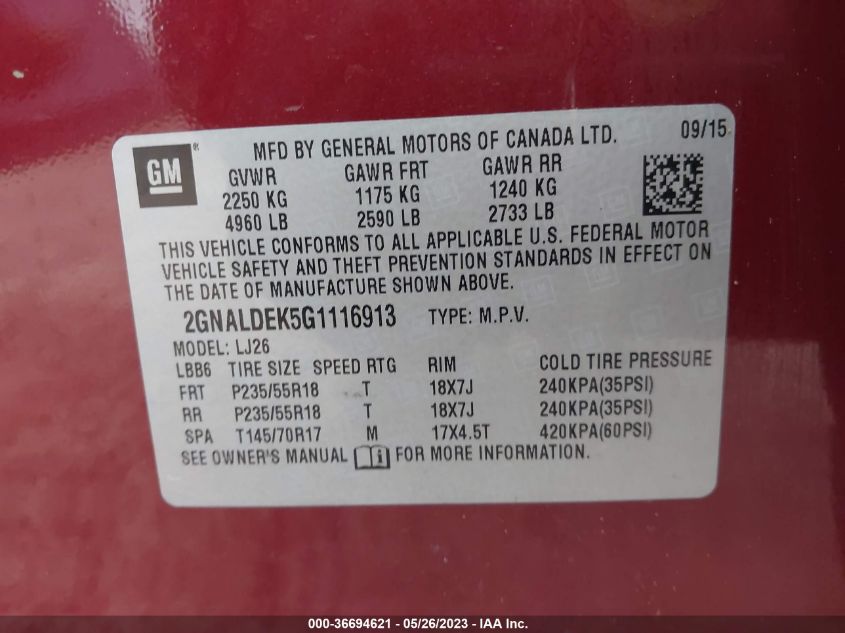 GM ® MFD BY GENERAL MOTORS OF CANADA LTD. 09/15
GVWR GAWR FRT GAWR RR
2250 KG 1175 KG 1240 KG
4960 LB 2590 LB 2733 LB
THIS VEHICLE CONFORMS TO ALL APPLICABLE U.S. FEDERAL MOTOR
VEHICLE SAFETY AND THEFT PREVENTION STANDARDS IN EFFECT ON
THE DATE OF MANUFACTURE SHOWN ABOVE.
2GNALDEK5G1116913 TYPE: M.P.V.
MODEL: LJ26
LBB6 TIRE SIZE SPEED RTG RIM COLD TIRE PRESSURE
FRT P235/55R18 T 18X7J 240KPA(35PSI)
RR P235/55R18 T 18X7J 240KPA(35PSI)
SPA T145/70R17 M 17X4.5T 420KPA(60PSI)
SEE OWNER'S MANUAL FOR MORE INFORMATION.
000-36694621 - 05/26/2023 - IAA Inc.